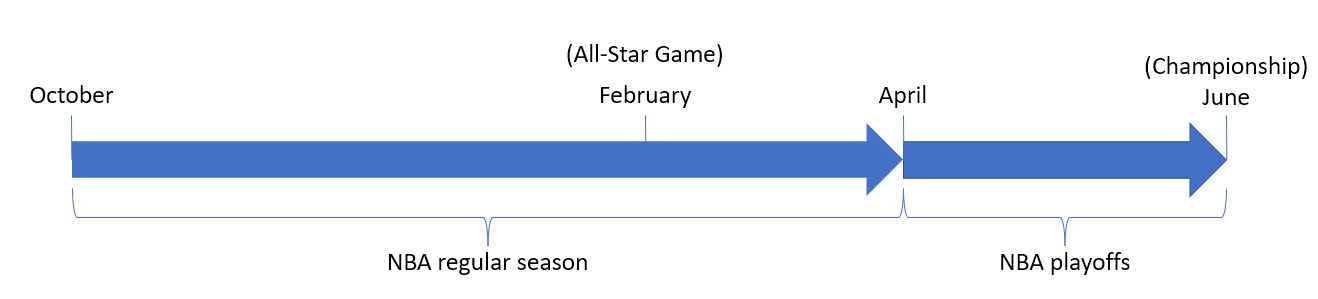 (All-Star Game)
(Championship)
October
February
April
June
NBA regular season
NBA playoffs